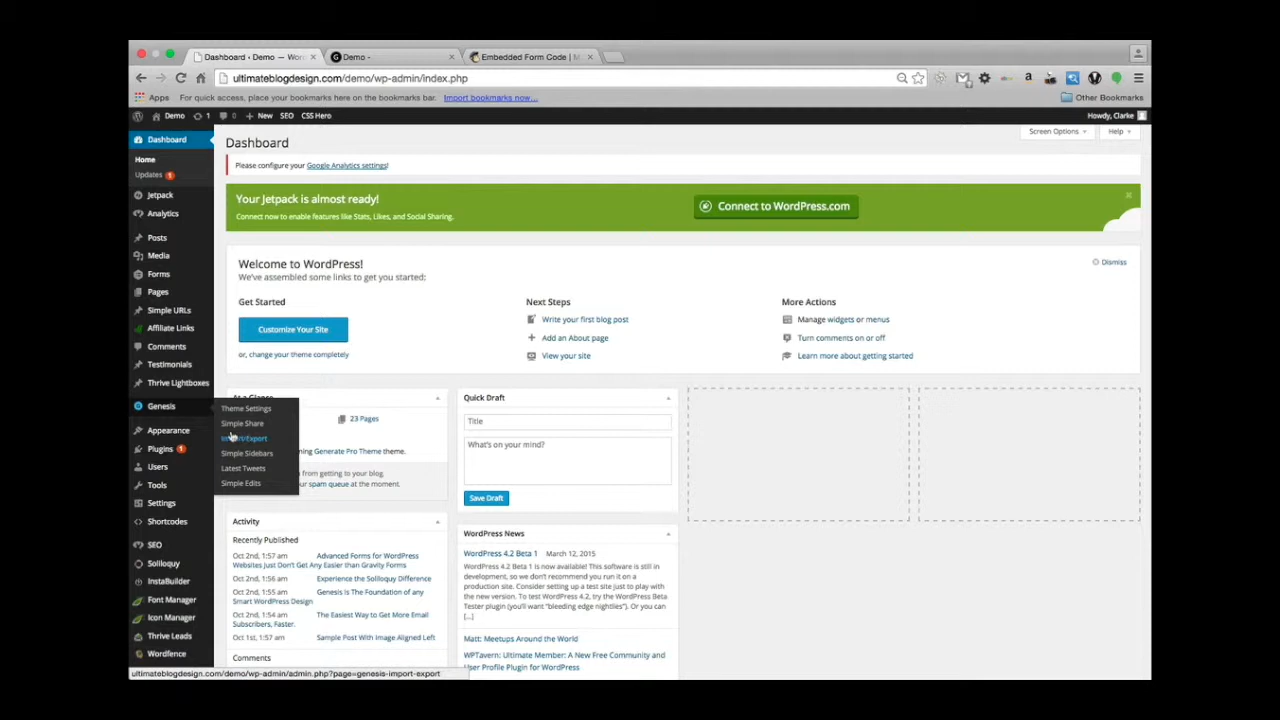 Dashboard ‹ Demo — Wor
Demo -
Embedded Form Code | M
ultimateblogdesign.com/demo/wp-admin/index.php
Apps
For quick access, place your bookmarks here on the bookmarks bar.
Import bookmarks now...
Other Bookmarks
Demo
1
0
New
SEO
CSS Hero
Howdy, Clarke
Dashboard
Home
Updates 1
Jetpack
Analytics
Posts
Media
Forms
Pages
Simple URLs
Affiliate Links
Comments
Testimonials
Thrive Lightboxes
Genesis
Appearance
Plugins 1
Users
Tools
Settings
Shortcodes
SEO
Soliloquy
InstaBuilder
Font Manager
Icon Manager
Thrive Leads
Wordfence
Theme Settings
Simple Share
Simple Sidebars
Latest Tweets
Simple Edits
Dashboard
Screen Options
Help
Please configure your Google Analytics settings!
Your Jetpack is almost ready!
Connect now to enable features like Stats, Likes, and Social Sharing.
Connect to WordPress.com
Welcome to WordPress!
We've assembled some links to get you started:
Dismiss
Get Started
Customize Your Site
or, change your theme completely
Next Steps
Write your first blog post
Add an About page
View your site
More Actions
Manage widgets or menus
Turn comments on or off
Learn more about getting started
23 Pages
Generate Pro Theme theme.
from getting to your blog.
spam queue at the moment.
Activity
Recently Published
Oct 2nd, 1:57 am Advanced Forms for WordPress
Websites Just Don't Get Any Easier than Gravity Forms
Oct 2nd, 1:56 am Experience the Soliloquy Difference
Oct 2nd, 1:55 am Genesis is The Foundation of any
Smart WordPress Design
Oct 2nd, 1:54 am The Easiest Way to Get More Email
Subscribers, Faster.
Oct 1st, 1:57 am Sample Post With Image Aligned Left
Comments
Quick Draft
Title
What's on your mind?
Save Draft
WordPress News
WordPress 4.2 Beta 1 March 12, 2015
WordPress 4.2 Beta 1 is now available! This software is still in
development, so we don't recommend you run it on a
production site. Consider setting up a test site just to play with
the new version. To test WordPress 4.2, try the WordPress Beta
Tester plugin (you'll want "bleeding edge nightlies"). Or you can
[...]
Matt: Meetups Around the World
WPTavern: Ultimate Member: A New Free Community and
User Profile Plugin for WordPress
ultimateblogdesign.com/demo/wp-admin/admin.php?page=genesis-import-export